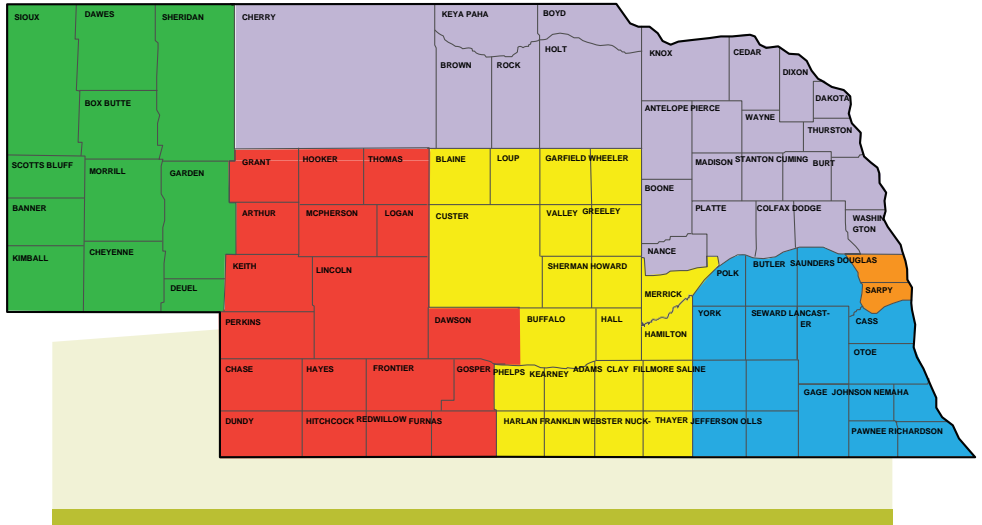 SIOUX
DAWES
SHERIDAN
CHERRY
KEYA PAHA
BOYD
KNOX
CEDAR
HOLT
BROWN
ROCK
DIXON
DAKOTA
BOX BUTTE
ANTELOPE PIERCE
WAYNE
THURSTON
SCOTTS BLUFF
MORRILL
GARDEN
GRANT
HOOKER
THOMAS
BLAINE
LOUP
GARFIELD WHEELER
MADISON
STANTON CUMING
BURT
BOONE
BANNER
ARTHUR
MCPHERSON
LOGAN
CUSTER
VALLEY
GREELEY
PLATTE
COLFAX DODGE
WASHIN
GTON
KIMBALL
CHEYENNE
NANCE
KEITH
LINCOLN
SHERMAN HOWARD
POLK
BUTLER
SAUNDERS
DOUGLAS
DEUEL
MERRICK
SARPY
PERKINS
DAWSON
BUFFALO
HALL
HAMILTON
YORK
SEWARD LANCAST-
ER
CASS
OTOE
CHASE
HAYES
FRONTIER
GOSPER
PHELPS
KEARNEY
ADAMS
CLAY
FILLMORE SALINE
GAGE
JOHNSON NEMAHA
DUNDY
HITCHCOCK
REDWILLOW
FURNAS
HARLAN FRANKLIN WEBSTER NUCK-
THAYER
JEFFERSON OLLS
PAWNEE RICHARDSON